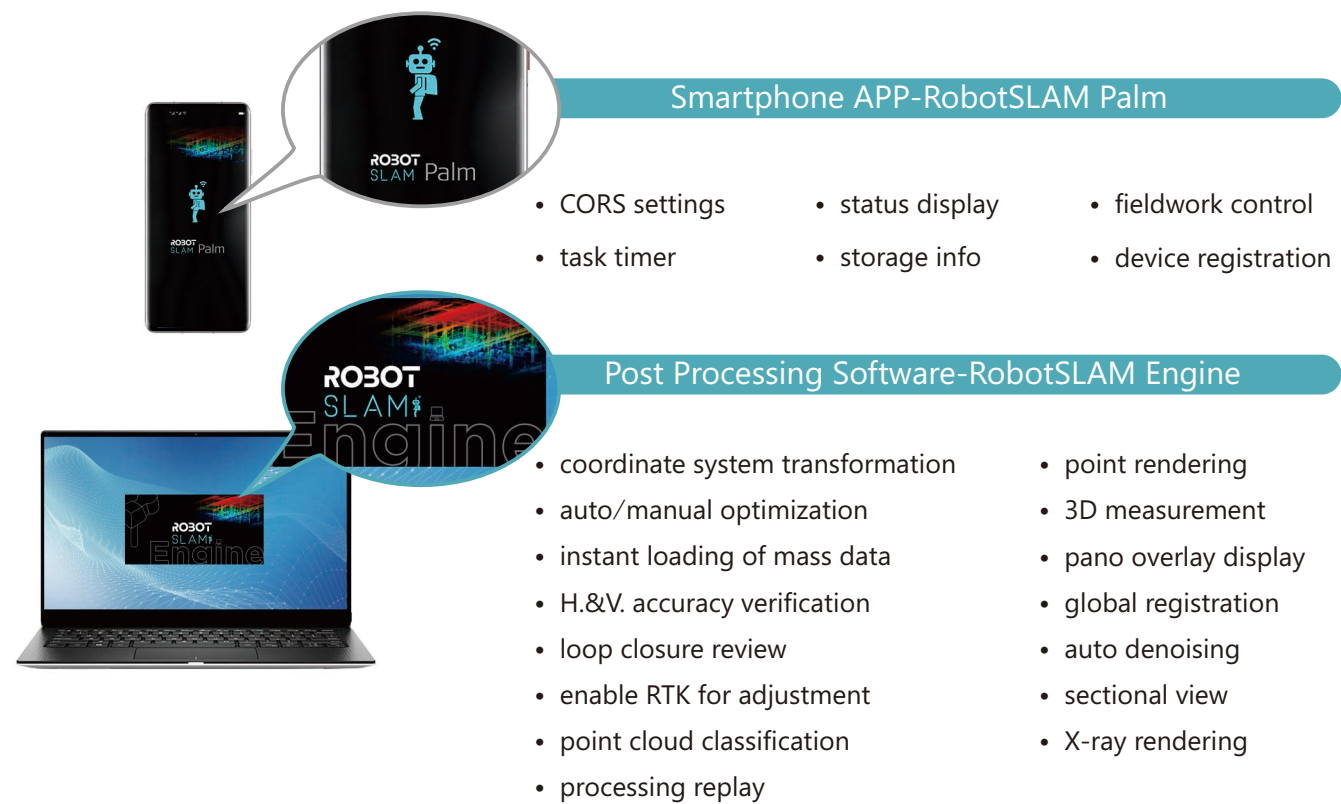 ROBOT
SLAM Palm
ROBOT
SLAM Palm
Smartphone APP-RobotSLAM Palm
• CORS settings
• status display
• fieldwork control
• task timer
• storage info
• device registration
ROBOT
SLAM
Engine
ROBOT
SLAM
Engine
Post Processing Software-RobotSLAM Engine
• coordinate system transformation
• auto/manual optimization
• instant loading of mass data
• H.&V. accuracy verification
• loop closure review
• enable RTK for adjustment
• point cloud classification
• processing replay
• point rendering
• 3D measurement
• pano overlay display
• global registration
• auto denoising
• sectional view
• X-ray rendering